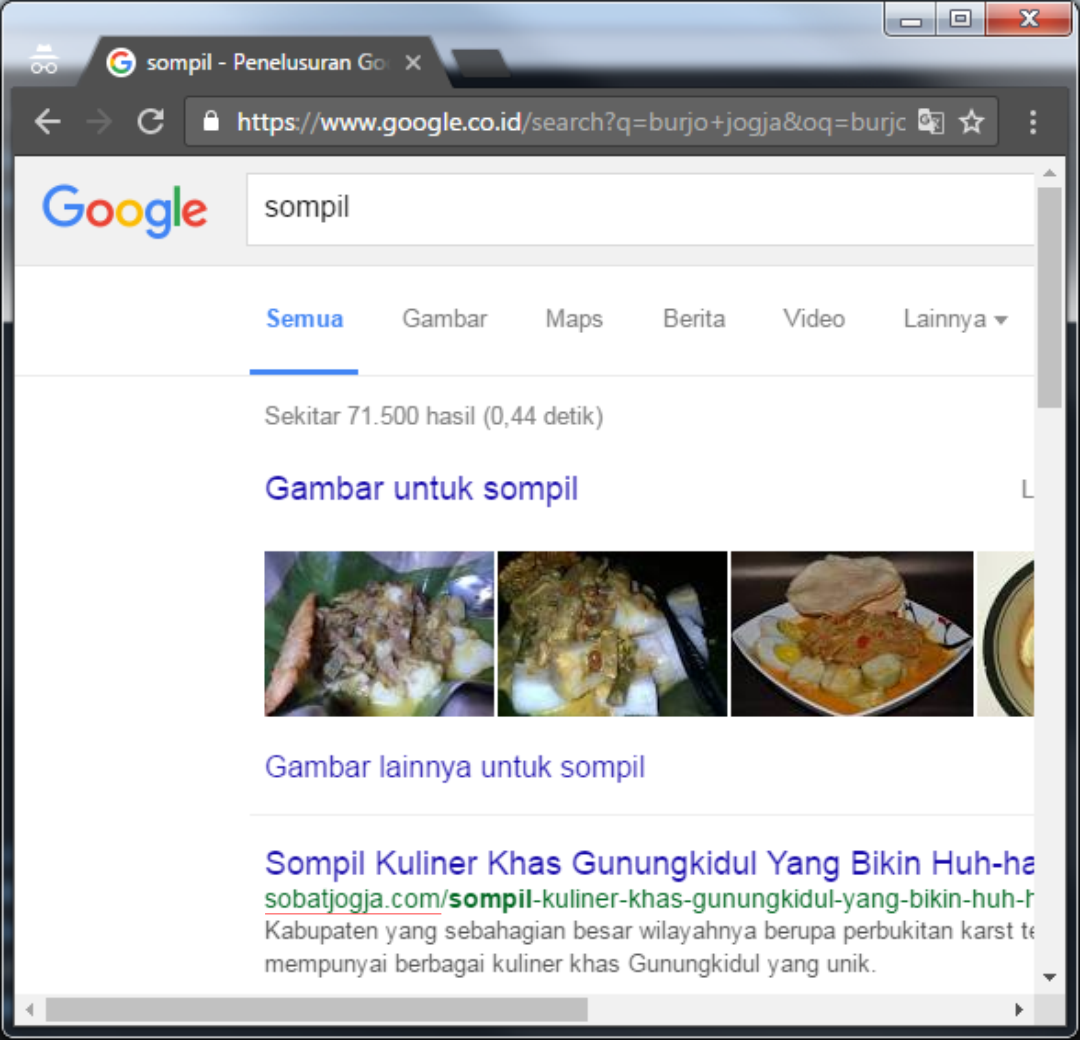 sompil - Penelusuran Go
https://www.google.co.id/search?q=burjo+jogja&oq=burjo
Google
sompil
Semua Gambar Maps Berita Video Lainnya
Sekitar 71.500 hasil (0,44 detik)
Gambar untuk sompil L
Gambar lainnya untuk sompil
Sompil Kuliner Khas Gunungkidul Yang Bikin Huh-ha
sobatjogja.com/sompil-kuliner-khas-gunungkidul-yang-bikin-huh-h
Kabupaten yang sebahagian besar wilayahnya berupa perbukitan karst te
mempunyai berbagai kuliner khas Gunungkidul yang unik.